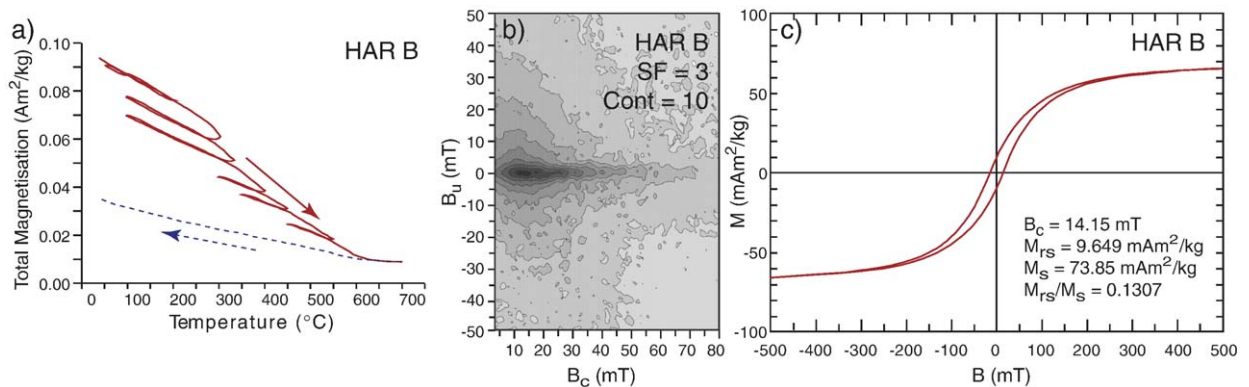 a)
HAR B
Total Magnetisation (Am²/kg)
0.10
0.08
0.06
0.04
0.02
0.00
0 100 200 300 400 500 600 700
Temperature (°C)
b)
HAR B
SF = 3
Cont = 10
B_u (mT)
50
40
30
20
10
0
-10
-20
-30
-40
-50
10 20 30 40 50 60 70 80
B_c (mT)
c)
HAR B
M (mAm²/kg)
100
50
0
-50
-100
B_c = 14.15 mT
M_rs = 9.649 mAm²/kg
M_s = 73.85 mAm²/kg
M_rs/M_s = 0.1307
-500 -400 -300 -200 -100 0 100 200 300 400 500
B (mT)